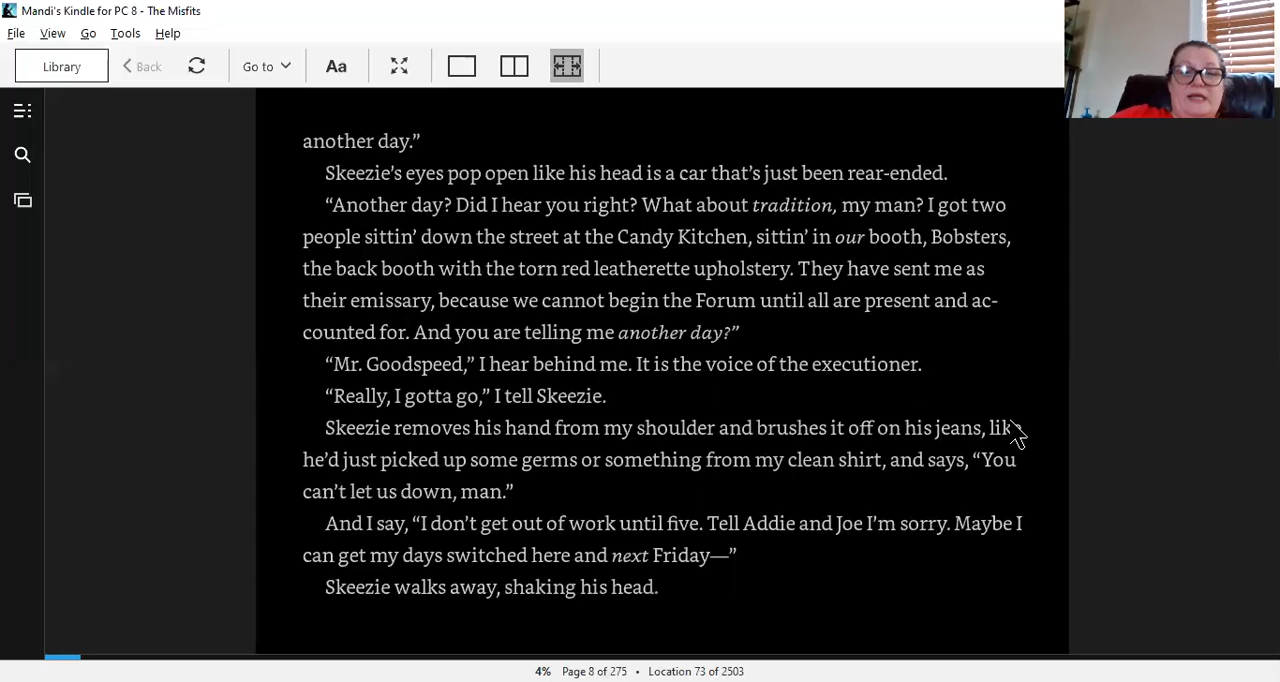 Mandi's Kindle for PC 8 - The Misfits
File View Go Tools Help
Library Back Go to Aa
another day.”
Skeezie’s eyes pop open like his head is a car that’s just been rear-ended.
“Another day? Did I hear you right? What about tradition, my man? I got two
people sittin’ down the street at the Candy Kitchen, sittin’ in our booth, Bobsters,
the back booth with the torn red leatherette upholstery. They have sent me as
their emissary, because we cannot begin the Forum until all are present and ac-
counted for. And you are telling me another day?”
“Mr. Goodspeed,” I hear behind me. It is the voice of the executioner.
“Really, I gotta go,” I tell Skeezie.
Skeezie removes his hand from my shoulder and brushes it off on his jeans, like
he’d just picked up some germs or something from my clean shirt, and says, “You
can’t let us down, man.”
And I say, “I don’t get out of work until five. Tell Addie and Joe I’m sorry. Maybe I
can get my days switched here and next Friday—”
Skeezie walks away, shaking his head.
4% Page 8 of 275 • Location 73 of 2503